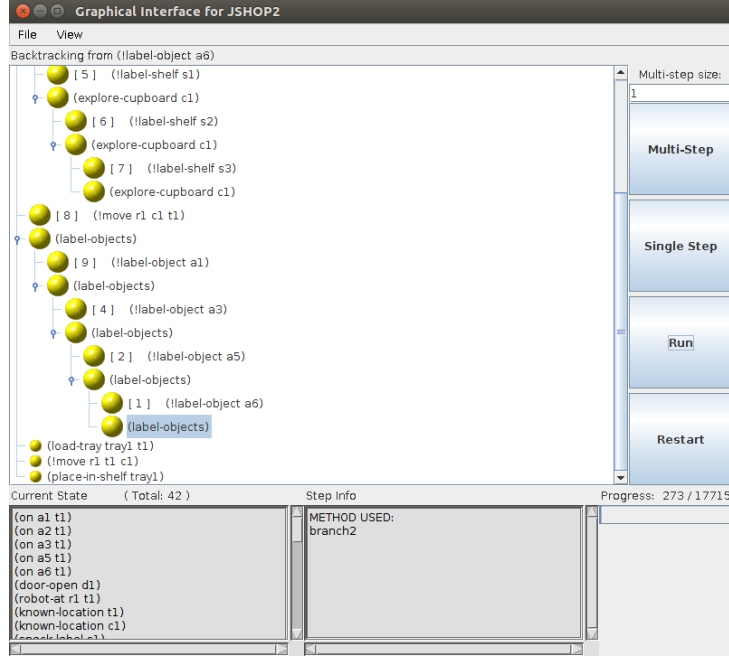 Graphical Interface for JSHOP2
File View
Backtracking from (!label-object a6)
[ 5 ] (!label-shelf s1)
(explore-cupboard c1)
[ 6 ] (!label-shelf s2)
(explore-cupboard c1)
[ 7 ] (!label-shelf s3)
(explore-cupboard c1)
[ 8 ] (!move r1 c1 t1)
(label-objects)
[ 9 ] (!label-object a1)
(label-objects)
[ 4 ] (!label-object a3)
(label-objects)
[ 2 ] (!label-object a5)
(label-objects)
[ 1 ] (!label-object a6)
(label-objects)
(load-tray tray1 t1)
(!move r1 t1 c1)
(place-in-shelf tray1)
Multi-step size:
1
Multi-Step
Single Step
Run
Restart
Current State ( Total: 42 )
(on a1 t1)
(on a2 t1)
(on a3 t1)
(on a5 t1)
(on a6 t1)
(door-open d1)
(robot-at r1 t1)
(known-location t1)
(known-location c1)
Step Info
METHOD USED:
branch2
Progress: 273 / 17715